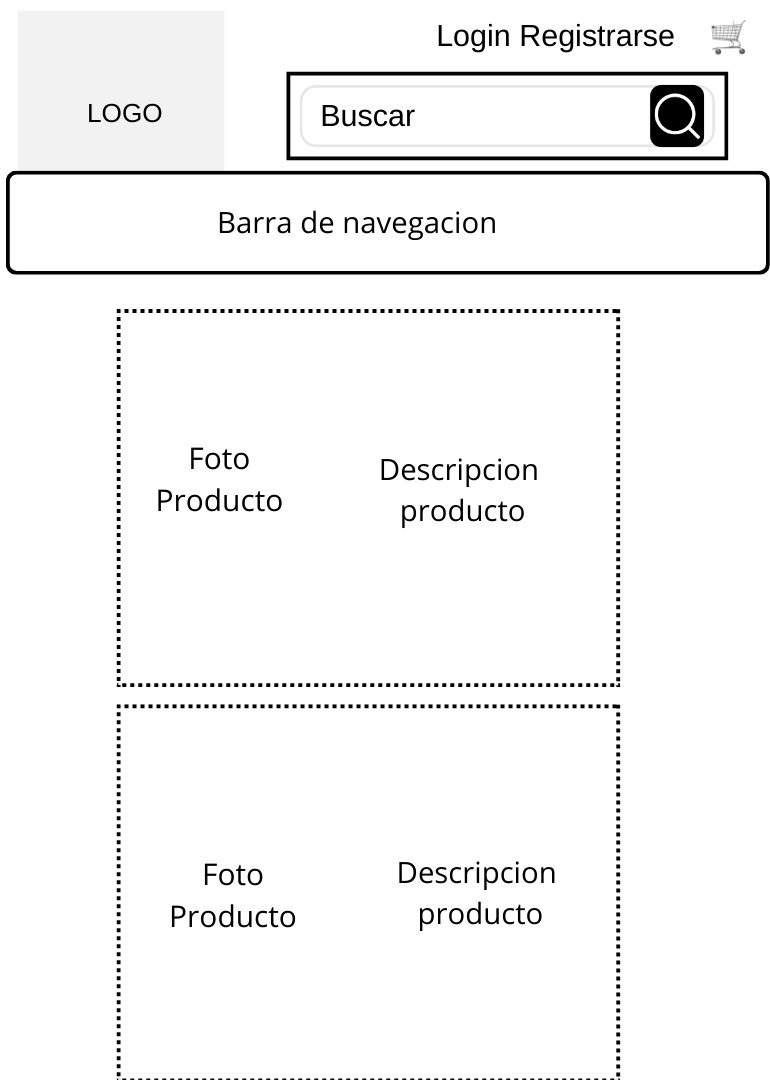 Login Registrarse
LOGO
Buscar
Barra de navegacion
Foto
Producto
Descripcion
producto
Foto
Producto
Descripcion
producto